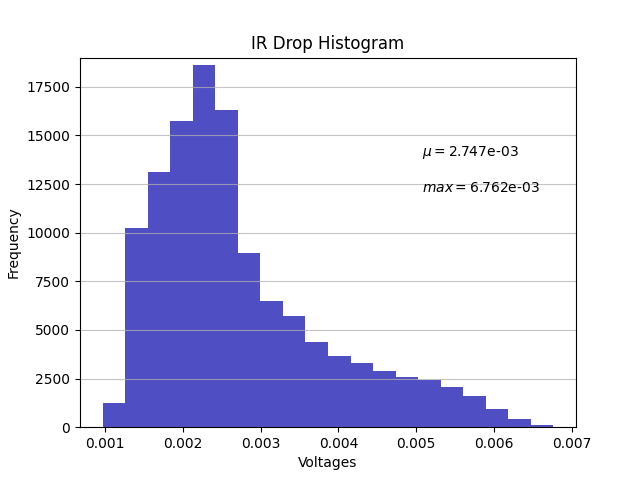 IR Drop Histogram
17500
15000
12500
10000
7500
5000
2500
0
Frequency
μ = 2.747e-03
max = 6.762e-03
0.001 0.002 0.003 0.004 0.005 0.006 0.007
Voltages